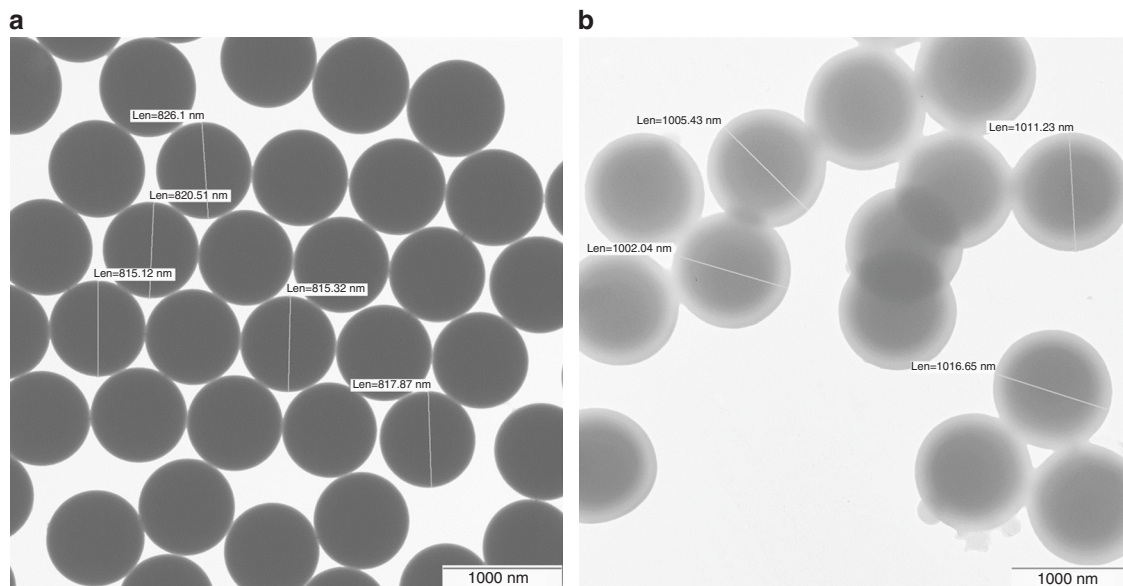 a
Len=826.1 nm
Len=820.51 nm
Len=815.12 nm
Len=815.32 nm
Len=817.87 nm
1000 nm
b
Len=1005.43 nm
Len=1011.23 nm
Len=1002.04 nm
Len=1016.65 nm
1000 nm